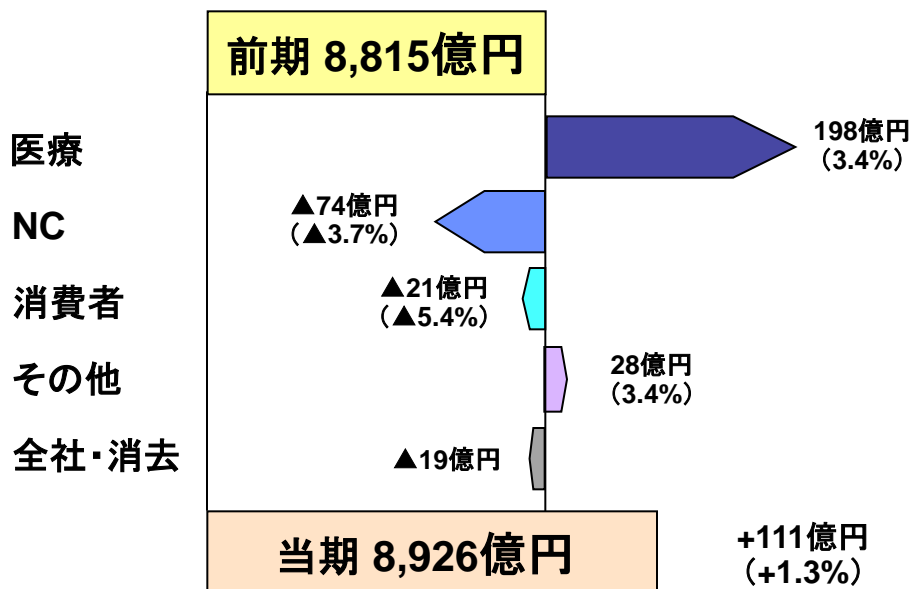 前期 8,815億円
医療
198億円
（3.4%）
NC
▲74億円
（▲3.7%）
消費者
▲21億円
（▲5.4%）
その他
28億円
（3.4%）
全社・消去
▲19億円
当期 8,926億円
+111億円
（+1.3%）